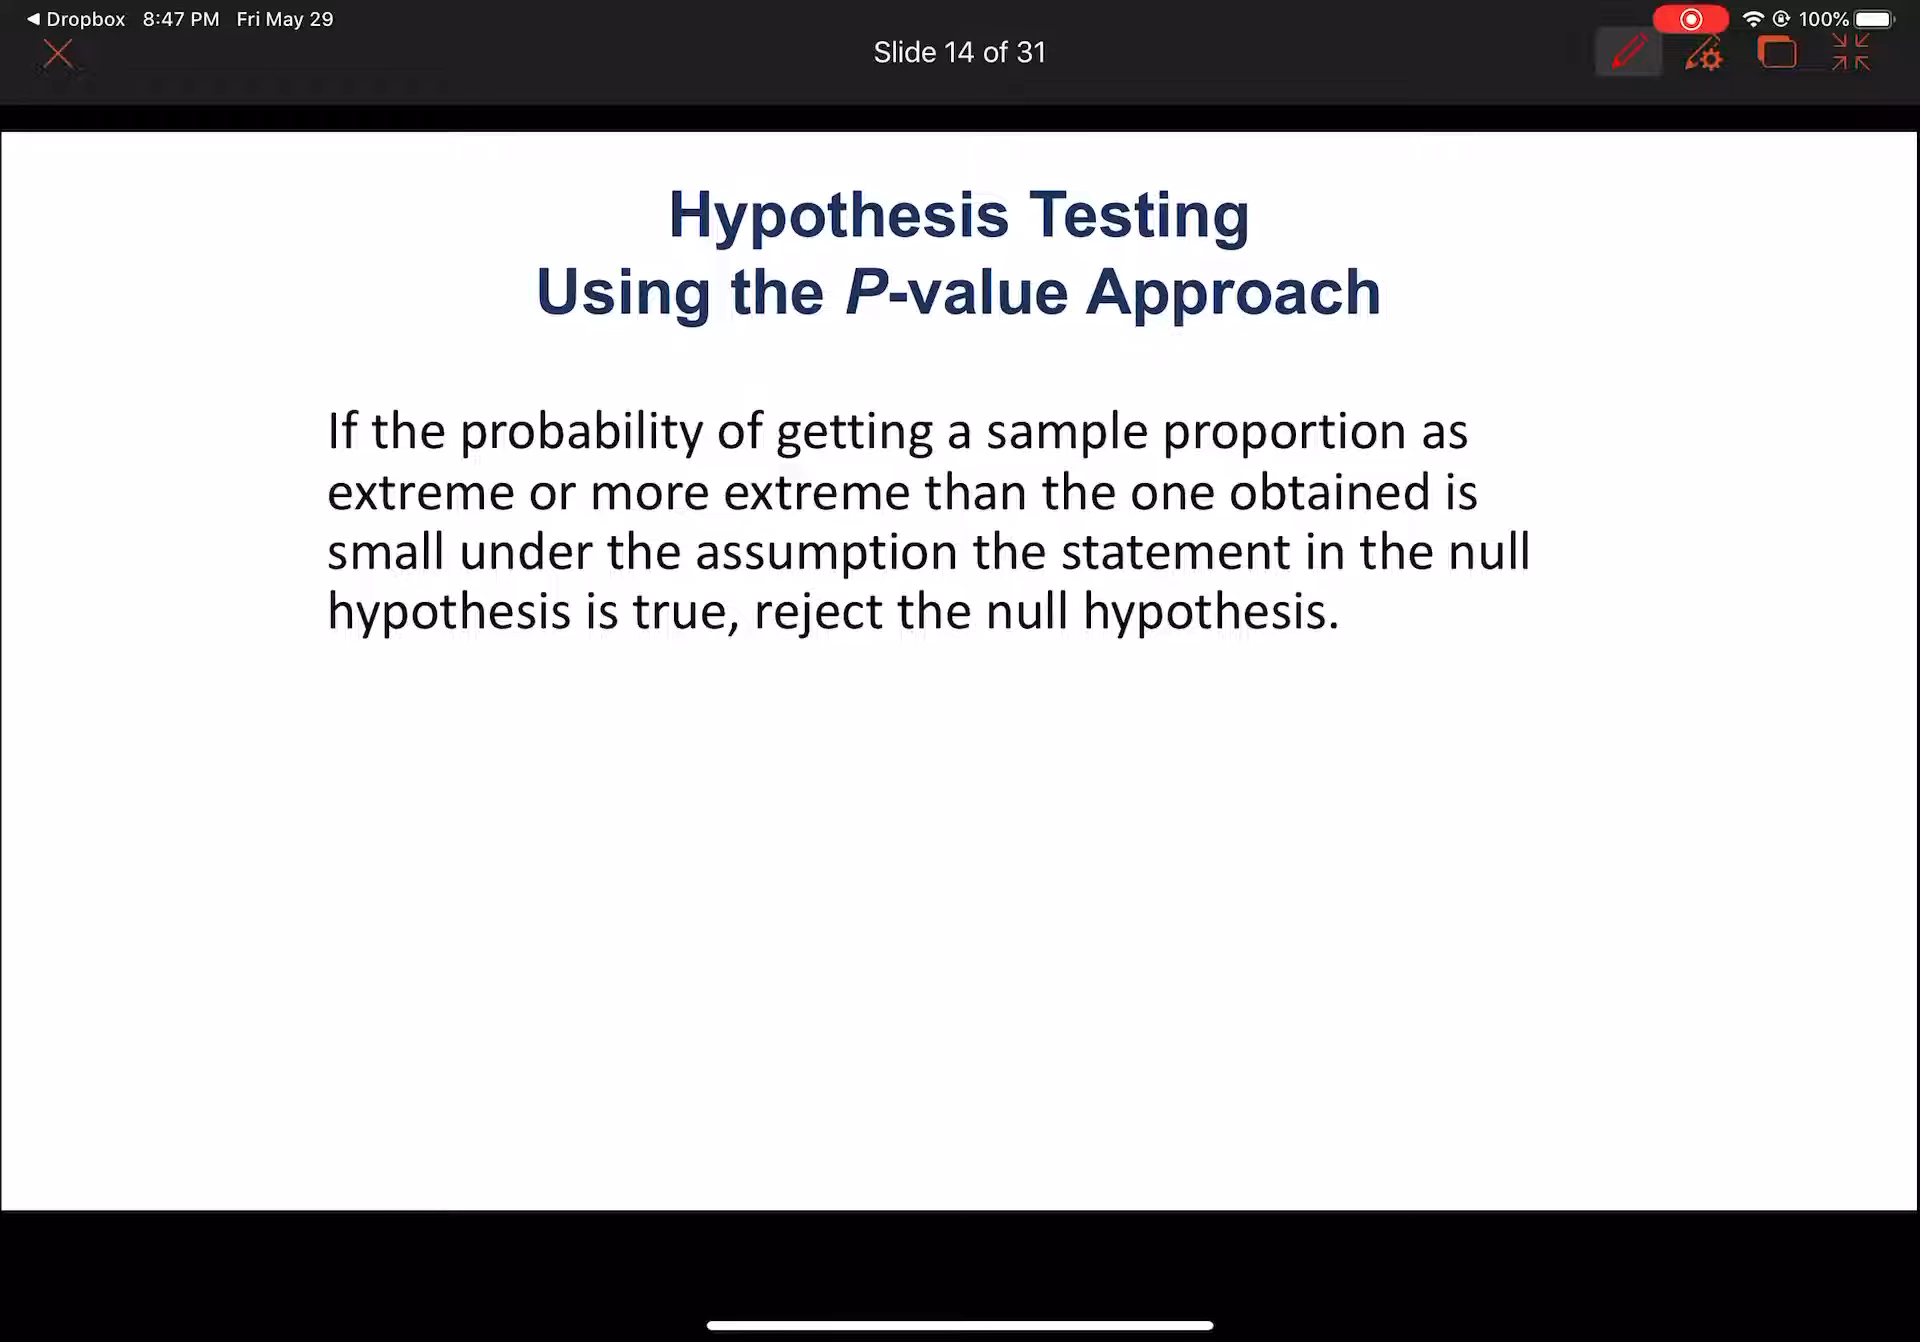 ◀ Dropbox 8:47 PM Fri May 29 100%
Slide 14 of 31
Hypothesis Testing
Using the P-value Approach
If the probability of getting a sample proportion as
extreme or more extreme than the one obtained is
small under the assumption the statement in the null
hypothesis is true, reject the null hypothesis.